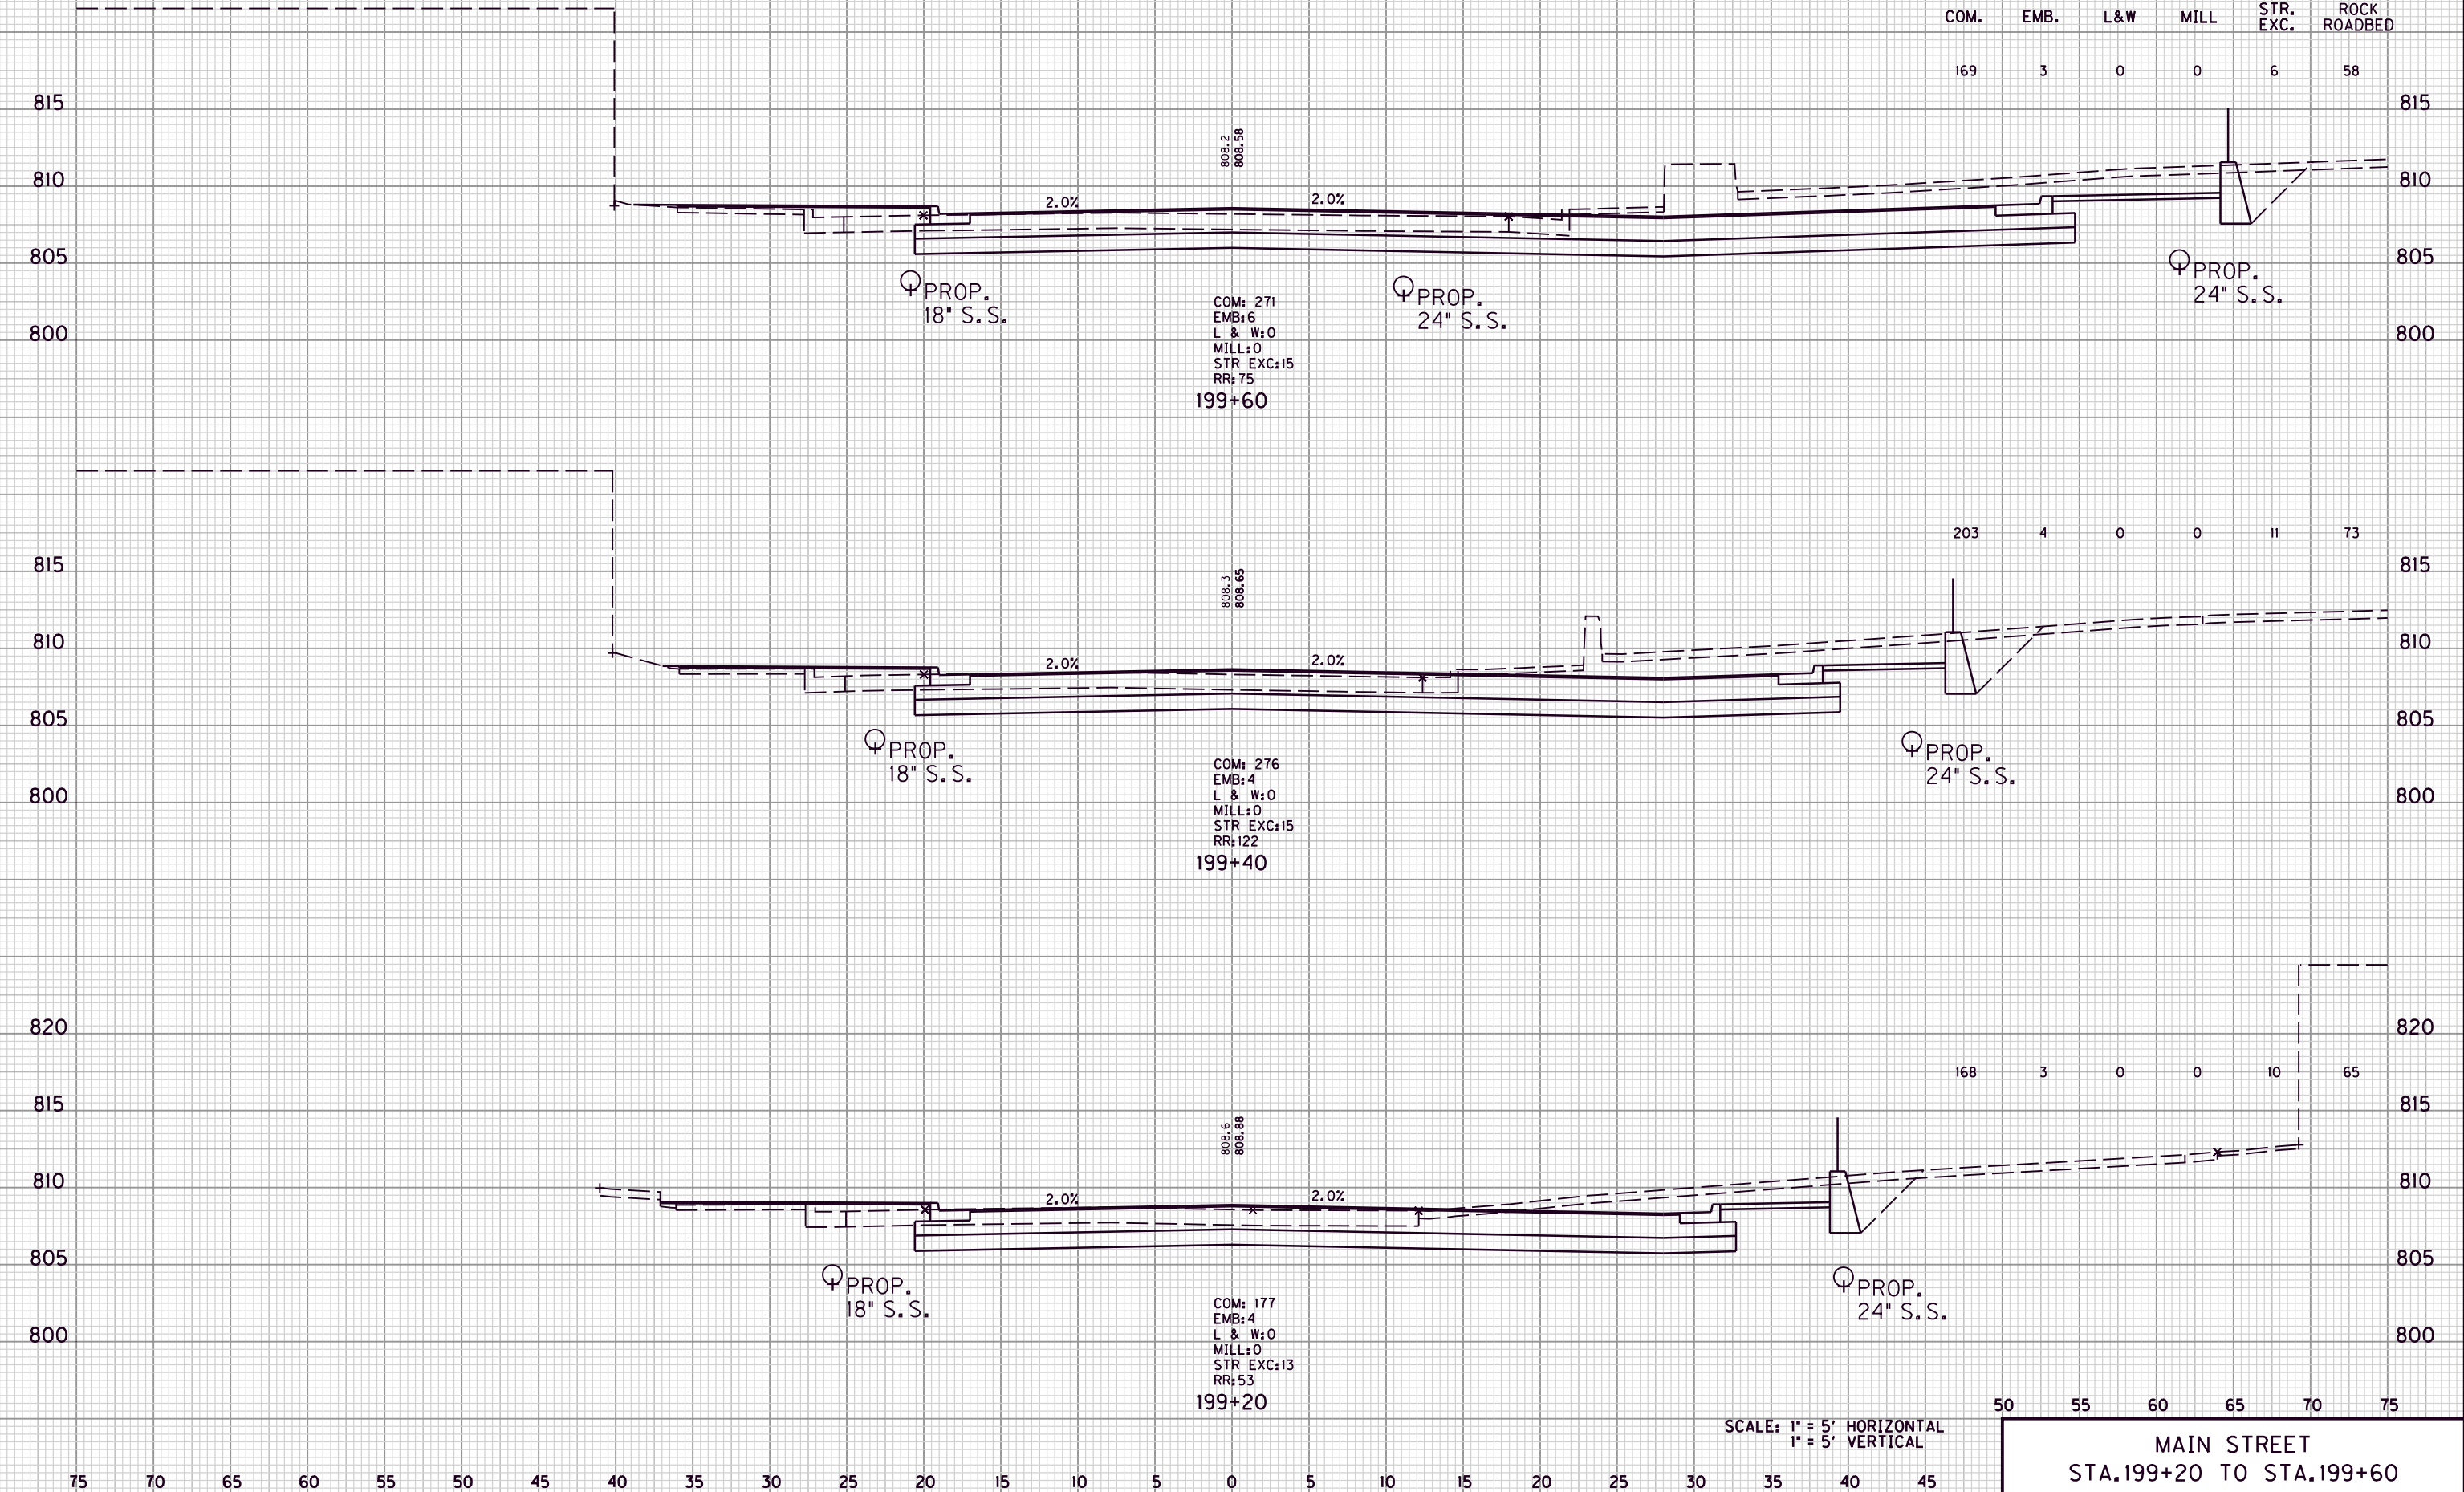 COM. EMB. L&W MILL STR. EXC. ROCK ROADBED
169 3 0 0 6 58
815 815
808.2
808.58
810 810
2.0% 2.0%
805 805
PROP.
18" S.S.
PROP.
24" S.S.
PROP.
24" S.S.
COM: 271
EMB:6
L & W:0
MILL:0
STR EXC:15
RR:75
800 800
199+60
203 4 0 0 11 73
815 815
808.3
808.65
810 810
2.0% 2.0%
805 805
PROP.
18" S.S.
PROP.
24" S.S.
COM: 276
EMB:4
L & W:0
MILL:0
STR EXC:15
RR:122
800 800
199+40
820 820
168 3 0 0 10 65
815 815
808.6
808.88
810 810
2.0% 2.0%
805 805
PROP.
18" S.S.
PROP.
24" S.S.
COM: 177
EMB:4
L & W:0
MILL:0
STR EXC:13
RR:53
800 800
199+20
50 55 60 65 70 75
SCALE: 1" = 5' HORIZONTAL
1" = 5' VERTICAL
MAIN STREET
STA.199+20 TO STA.199+60
75 70 65 60 55 50 45 40 35 30 25 20 15 10 5 0 5 10 15 20 25 30 35 40 45